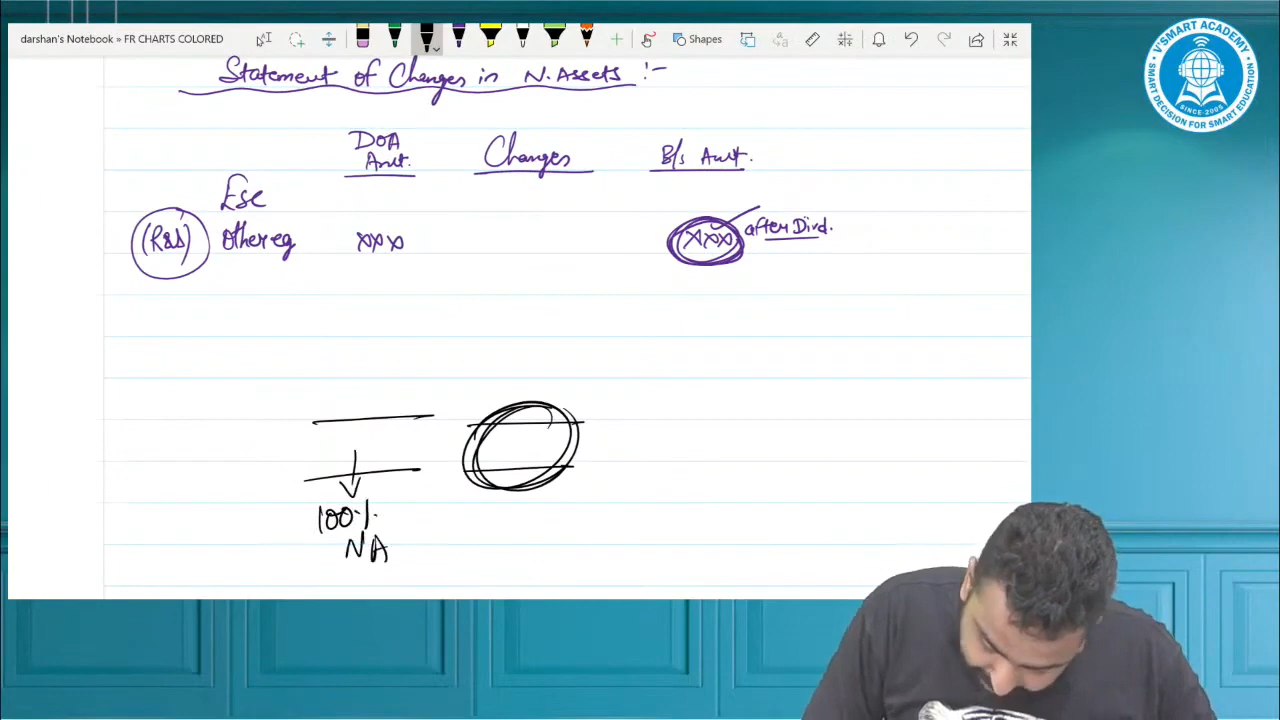 darshan's Notebook » FR CHARTS COLORED
Shapes
Statement of Changes in N. Assets :-
DOA Amt.
Changes
B/s Amt.
Esc
(R&S) Other eq xxx xxx after Divd.
100%
NA
V'SMART ACADEMY
SMART DECISION FOR SMART EDUCATION
SINCE-2005